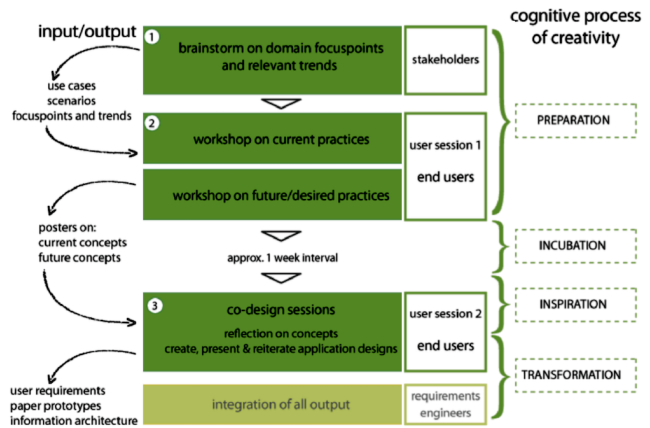 input/output
cognitive process
of creativity
1
brainstorm on domain focuspoints
and relevant trends
stakeholders
use cases
scenarios
focuspoints and trends
PREPARATION
2
workshop on current practices
user session 1
end users
workshop on future/desired practices
posters on:
current concepts
future concepts
approx. 1 week interval
INCUBATION
3
co-design sessions
reflection on concepts
create, present & reiterate application designs
user session 2
end users
INSPIRATION
TRANSFORMATION
user requirements
paper prototypes
information architecture
integration of all output
requirements
engineers